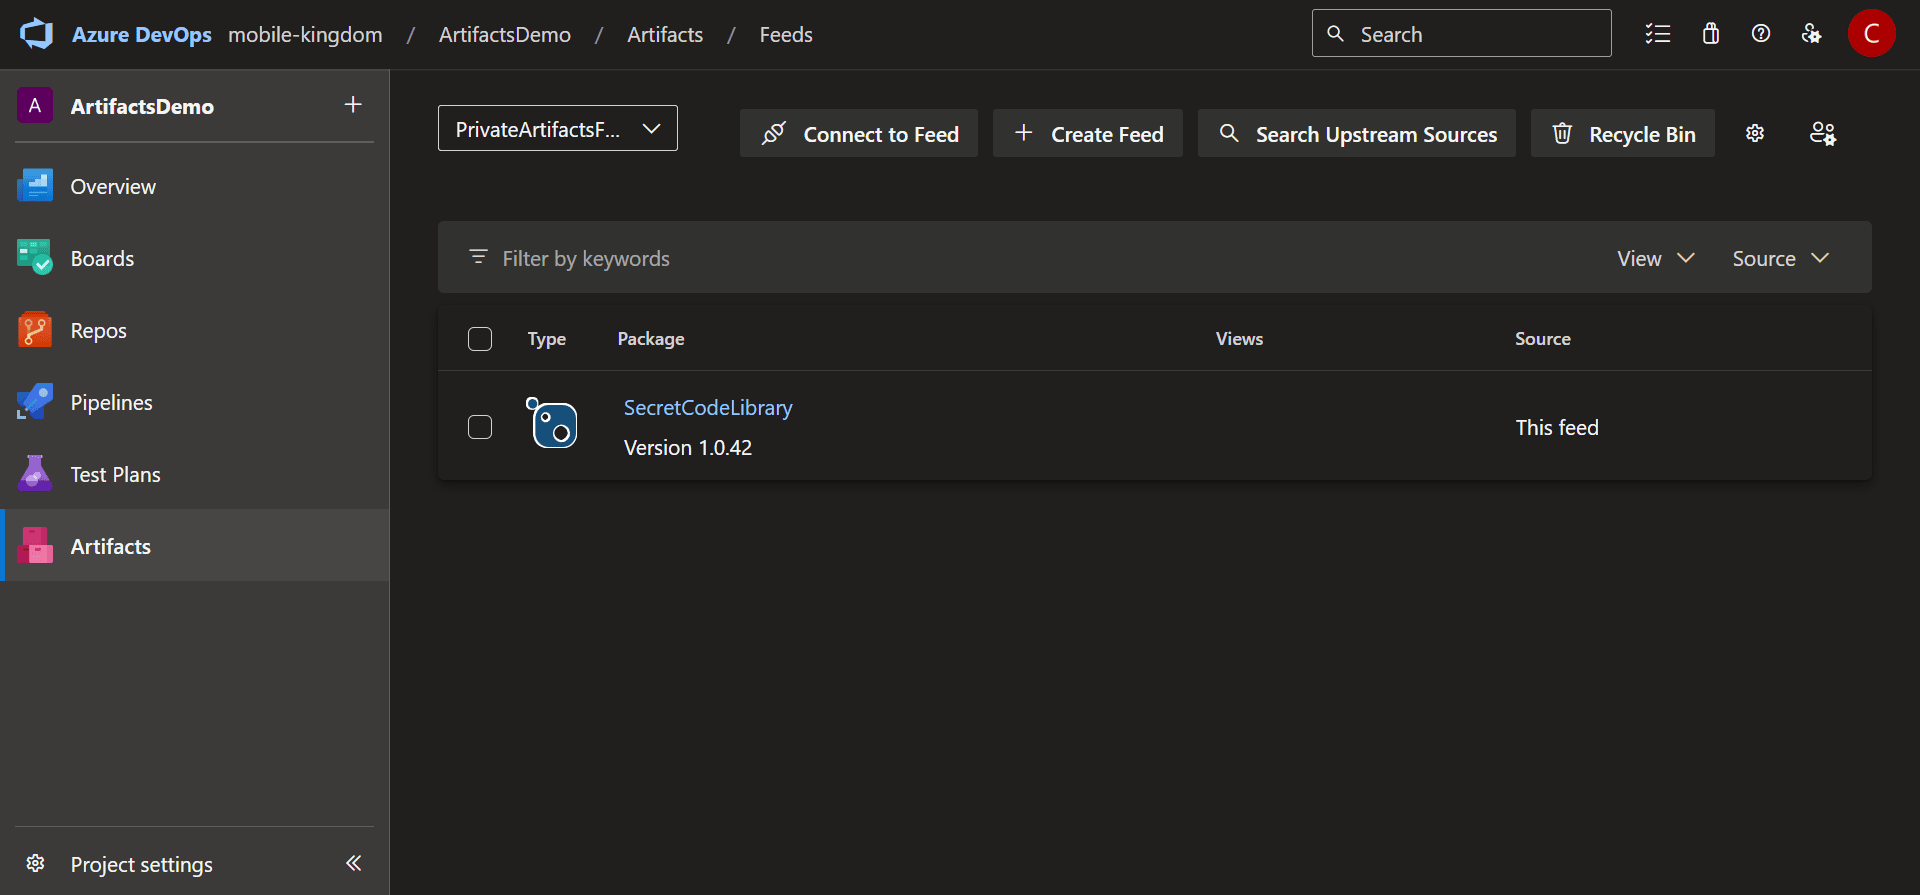 Azure DevOps mobile-kingdom / ArtifactsDemo / Artifacts / Feeds
Search
C
A ArtifactsDemo
Overview
Boards
Repos
Pipelines
Test Plans
Artifacts
Project settings
PrivateArtifactsF...
Connect to Feed
Create Feed
Search Upstream Sources
Recycle Bin
Filter by keywords
View
Source
Type Package Views Source
SecretCodeLibrary
Version 1.0.42
This feed